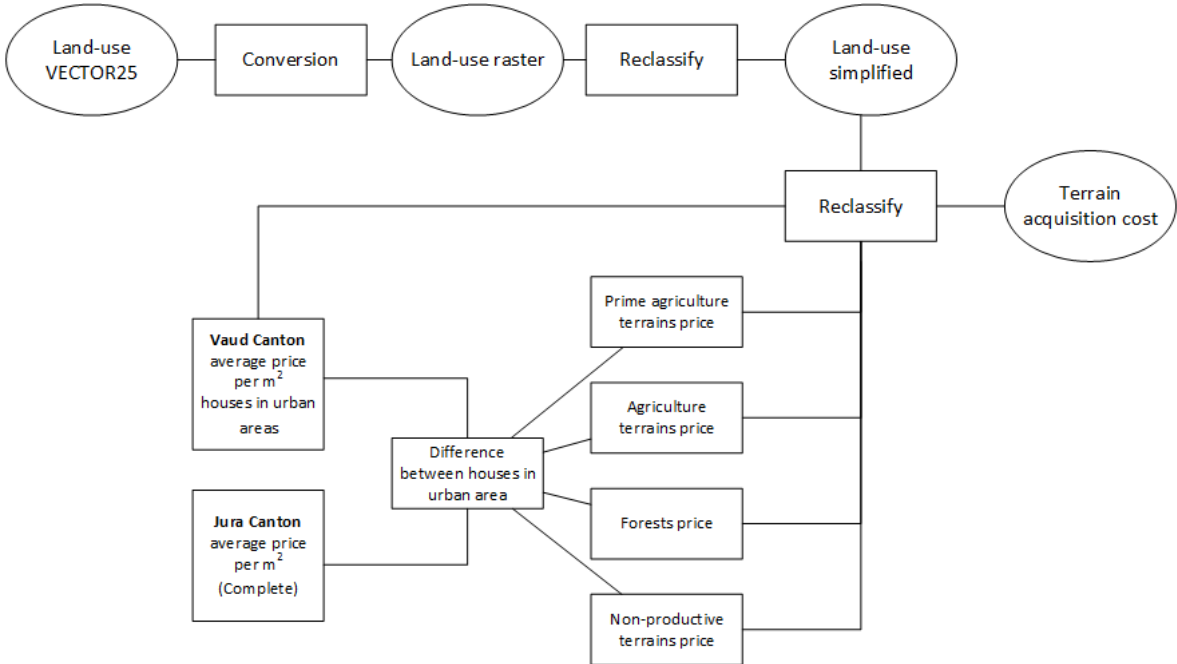 Land-use
VECTOR25
Conversion
Land-use raster
Reclassify
Land-use
simplified
Reclassify
Terrain
acquisition cost
Prime agriculture
terrains price
Vaud Canton
average price
per m²
houses in urban
areas
Agriculture
terrains price
Difference
between houses in
urban area
Jura Canton
average price
per m²
(Complete)
Forests price
Non-productive
terrains price